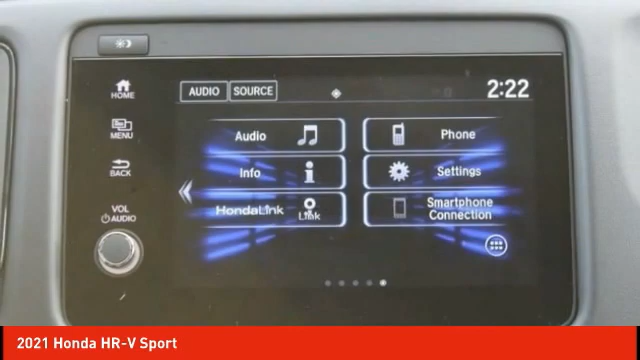 HOME
MENU
BACK
VOL
AUDIO
AUDIO SOURCE
2:22
Audio
Phone
Info
Settings
HondaLink
Link
Smartphone
Connection
2021 Honda HR-V Sport